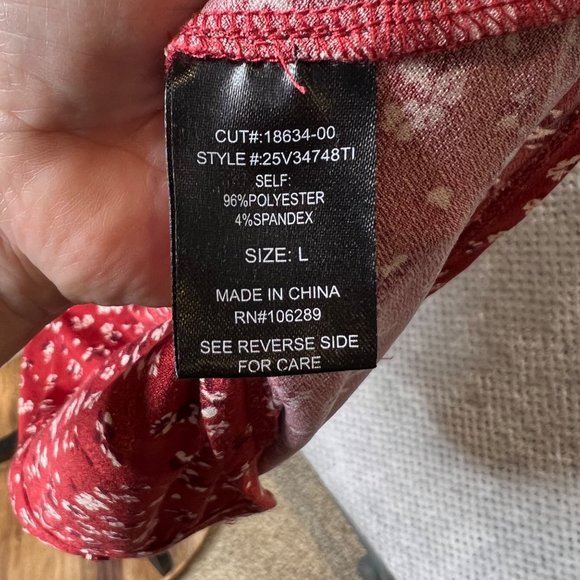 CUT#:18634-00
STYLE #:25V34748TI
SELF:
96%POLYESTER
4%SPANDEX
SIZE: L
MADE IN CHINA
RN#106289
SEE REVERSE SIDE
FOR CARE